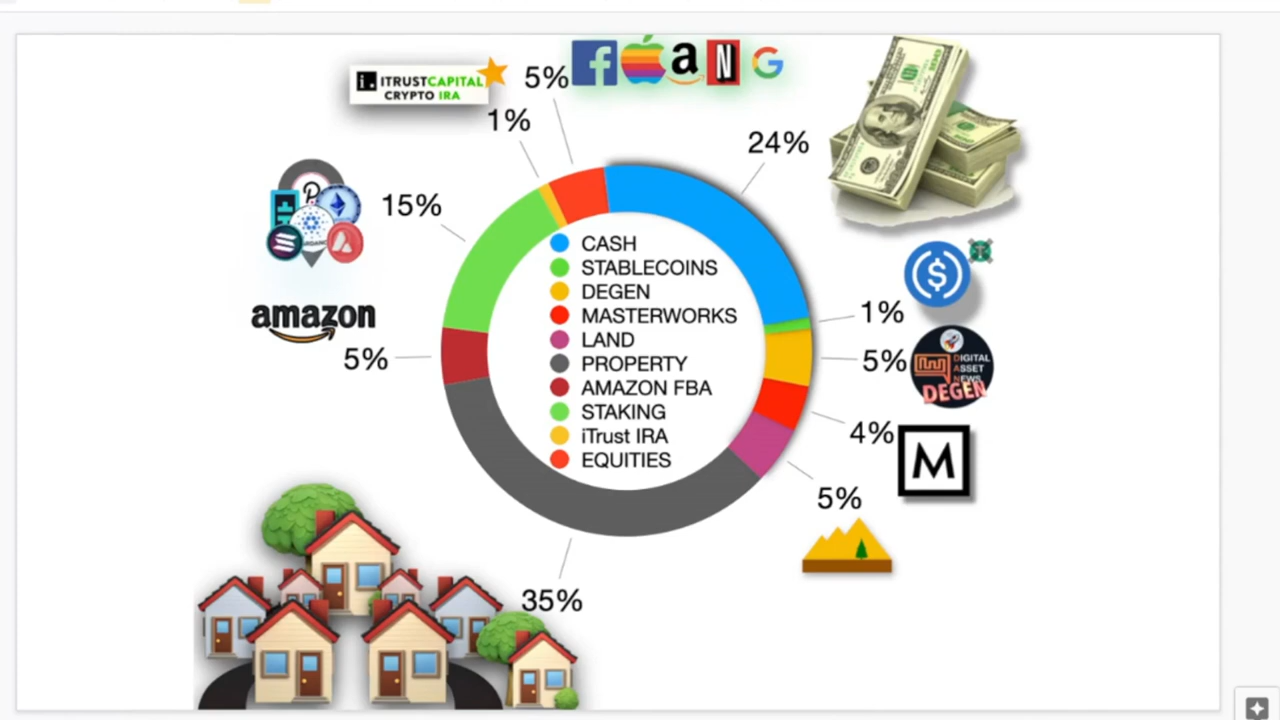 iTRUSTCAPITAL
CRYPTO IRA
5%
f
a
N
G
1%
24%
15%
amazon
5%
CASH
STABLECOINS
DEGEN
MASTERWORKS
LAND
PROPERTY
AMAZON FBA
STAKING
iTrust IRA
EQUITIES
$
1%
5%
DIGITAL
ASSET
NEWS
DEGEN
4%
M
5%
35%